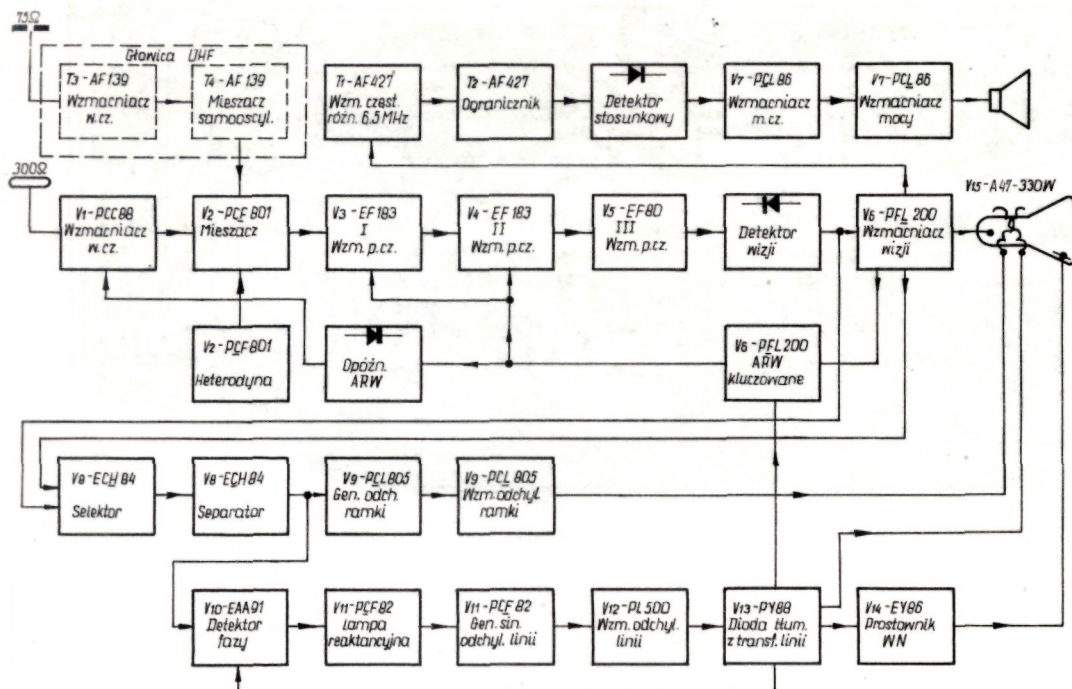 75Ω
Głowica UHF
T3-AF139
Wzmacniacz
w.cz.
T4-AF139
Mieszacz
samooscyl.
T1-AF427
Wzm. częst.
różn. 6,5MHz
T2-AF427
Ogranicznik
Detektor
stosunkowy
V7-PCL86
Wzmacniacz
m.cz.
V7-PCL86
Wzmacniacz
mocy
300Ω
V1-PCC88
Wzmacniacz
w.cz.
V2-PCF801
Mieszacz
V3-EF183
I
Wzm. p.cz.
V4-EF183
II
Wzm. p.cz.
V5-EF80
III
Wzm. p.cz.
Detektor
wizji
V6-PFL200
Wzmacniacz
wizji
V15-A47-330W
V2-PCF801
Heterodyna
Opóźn.
ARW
V6-PFL200
ARW
kluczowane
V8-ECH84
Selektor
V8-ECH84
Separator
V9-PCL805
Gen. odch.
ramki
V9-PCL805
Wzm. odchyl.
ramki
V10-EAA91
Detektor
fazy
V11-PCF82
lampa
reaktancyjna
V11-PCF82
Gen. sin.
odchyl. linii
V12-PL500
Wzm. odchyl.
linii
V13-PY88
Dioda tłum.
z transf. linii
V14-EY86
Prostownik
WN